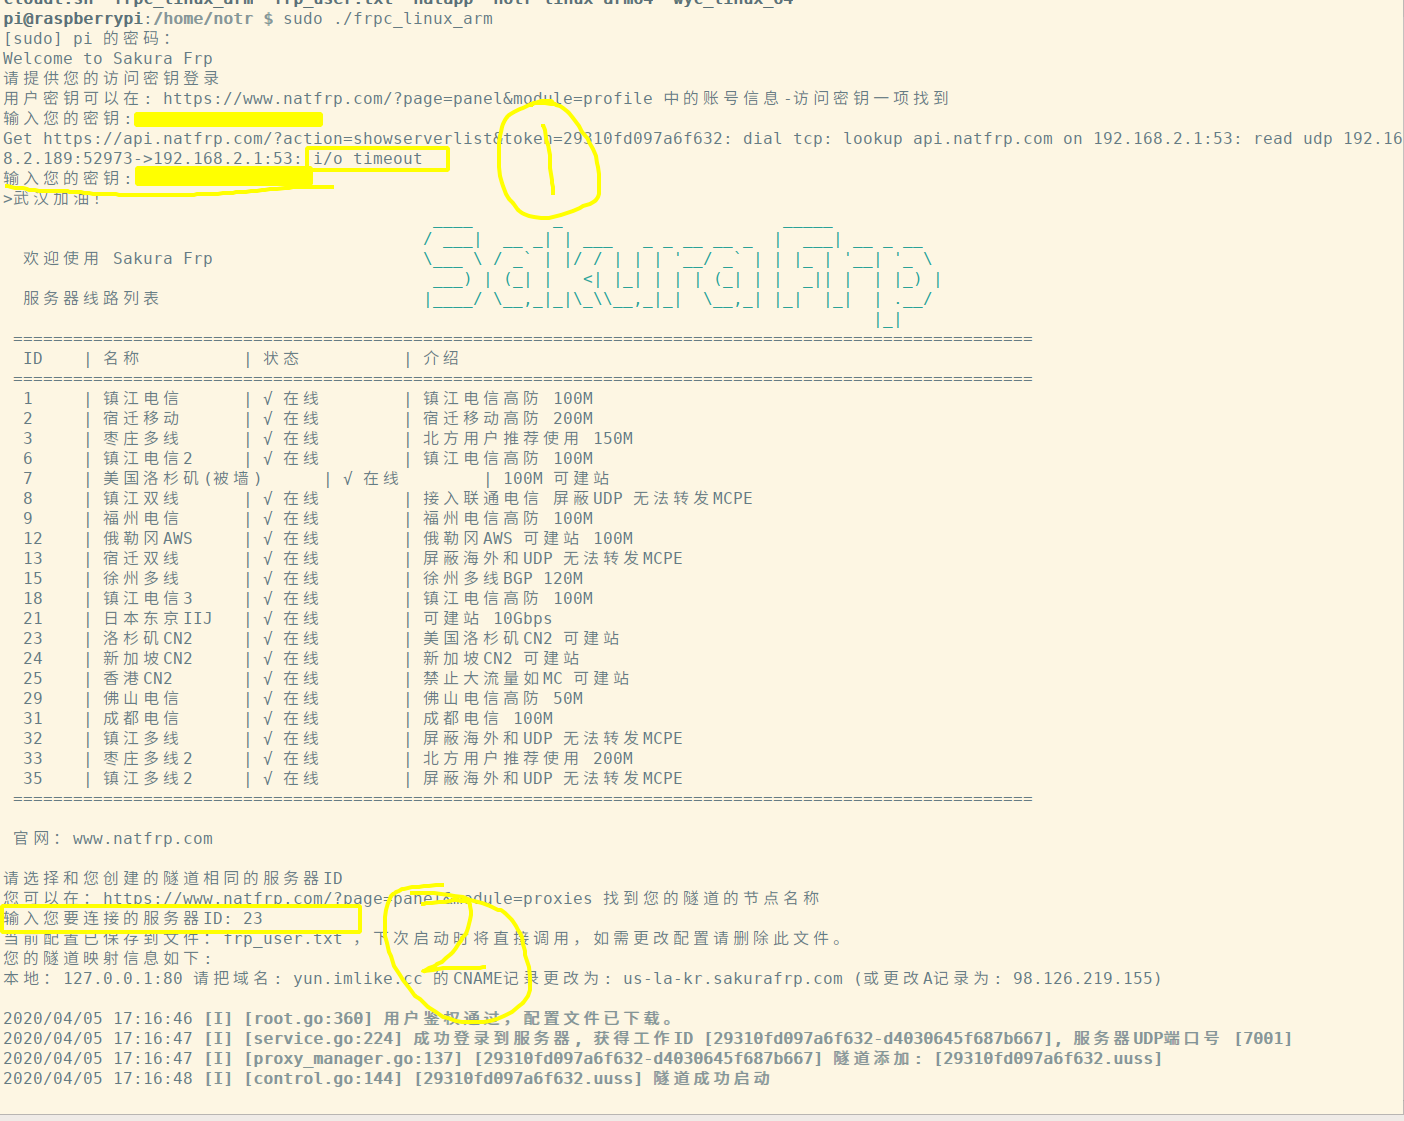 pi@raspberrypi:/home/notr $ sudo ./frpc_linux_arm
[sudo] pi 的密码:
Welcome to Sakura Frp
请提供您的访问密钥登录
用户密钥可以在: https://www.natfrp.com/?page=panel&module=profile 中的账号信息-访问密钥一项找到
输入您的密钥:
Get https://api.natfrp.com/?action=showserverlist&token=29310fd097a6f632: dial tcp: lookup api.natfrp.com on 192.168.2.1:53: read udp 192.16
8.2.189:52973->192.168.2.1:53: i/o timeout
输入您的密钥:
>武汉加油!
1
Sakura Frp
欢迎使用 Sakura Frp
服务器线路列表
ID | 名称 | 状态 | 介绍
1 | 镇江电信 | √ 在线 | 镇江电信高防 100M
2 | 宿迁移动 | √ 在线 | 宿迁移动高防 200M
3 | 枣庄多线 | √ 在线 | 北方用户推荐使用 150M
6 | 镇江电信2 | √ 在线 | 镇江电信高防 100M
7 | 美国洛杉矶(被墙) | √ 在线 | 100M 可建站
8 | 镇江双线 | √ 在线 | 接入联通电信 屏蔽UDP 无法转发MCPE
9 | 福州电信 | √ 在线 | 福州电信高防 100M
12 | 俄勒冈AWS | √ 在线 | 俄勒冈AWS 可建站 100M
13 | 宿迁双线 | √ 在线 | 屏蔽海外和UDP 无法转发MCPE
15 | 徐州多线 | √ 在线 | 徐州多线BGP 120M
18 | 镇江电信3 | √ 在线 | 镇江电信高防 100M
21 | 日本东京IIJ | √ 在线 | 可建站 10Gbps
23 | 洛杉矶CN2 | √ 在线 | 美国洛杉矶CN2 可建站
24 | 新加坡CN2 | √ 在线 | 新加坡CN2 可建站
25 | 香港CN2 | √ 在线 | 禁止大流量如MC 可建站
29 | 佛山电信 | √ 在线 | 佛山电信高防 50M
31 | 成都电信 | √ 在线 | 成都电信 100M
32 | 镇江多线 | √ 在线 | 屏蔽海外和UDP 无法转发MCPE
33 | 枣庄多线2 | √ 在线 | 北方用户推荐使用 200M
35 | 镇江多线2 | √ 在线 | 屏蔽海外和UDP 无法转发MCPE
官网: www.natfrp.com
请选择和您创建的隧道相同的服务器ID
您可以在: https://www.natfrp.com/?page=panel&module=proxies 找到您的隧道的节点名称
输入您要连接的服务器ID: 23
2
当前配置已保存到文件: frp_user.txt ，下次启动时将直接调用，如需更改配置请删除此文件。
您的隧道映射信息如下:
本地: 127.0.0.1:80 请把域名: yun.imlike.cc 的CNAME记录更改为: us-la-kr.sakurafrp.com (或更改A记录为: 98.126.219.155)
2020/04/05 17:16:46 [I] [root.go:360] 用户鉴权通过，配置文件已下载。
2020/04/05 17:16:47 [I] [service.go:224] 成功登录到服务器, 获得工作ID [29310fd097a6f632-d4030645f687b667], 服务器UDP端口号 [7001]
2020/04/05 17:16:47 [I] [proxy_manager.go:137] [29310fd097a6f632-d4030645f687b667] 隧道添加: [29310fd097a6f632.uuss]
2020/04/05 17:16:48 [I] [control.go:144] [29310fd097a6f632.uuss] 隧道成功启动